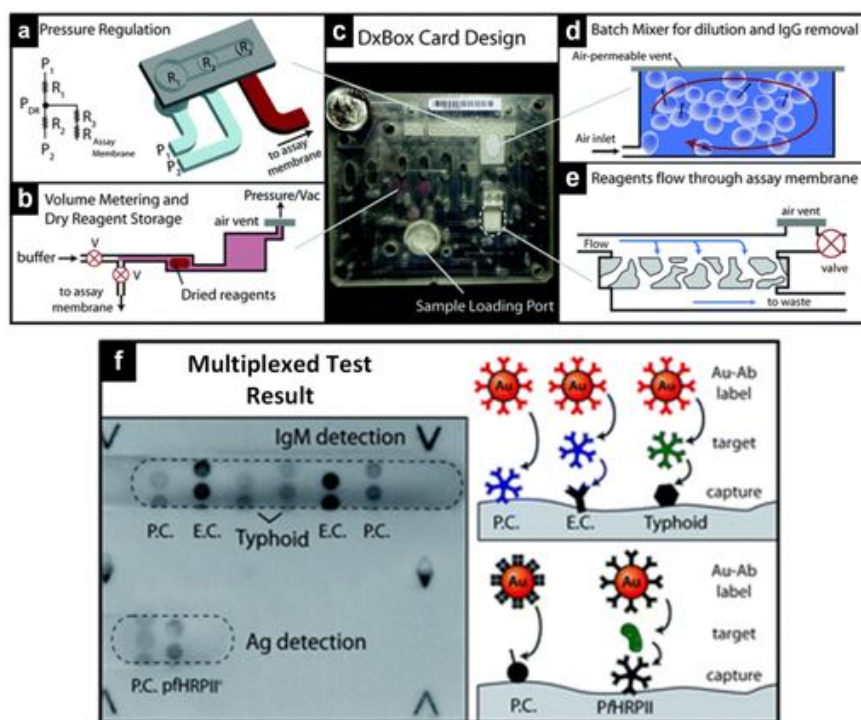 a Pressure Regulation
P1
R1
PDR
R2
R3
RAssay Membrane
P2
R1
R2
R3
P1
P2
to assay
membrane
b Volume Metering and
Dry Reagent Storage
Pressure/Vac
air vent
V
buffer
V
to assay
membrane
Dried reagents
c DxBox Card Design
Sample Loading Port
d Batch Mixer for dilution and IgG removal
Air-permeable vent
Air inlet
e Reagents flow through assay membrane
air vent
Flow
valve
to waste
f Multiplexed Test
Result
IgM detection
P.C. E.C. Typhoid E.C. P.C.
Ag detection
P.C. pfHRPII
Au Au Au
Au-Ab
label
target
capture
P.C. E.C. Typhoid
Au Au
Au-Ab
label
target
capture
P.C. PfHRPII